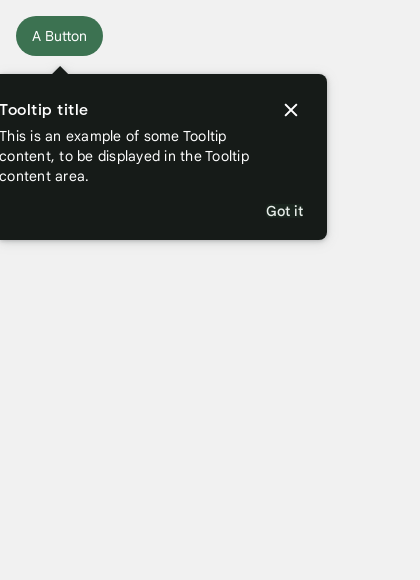 A Button
Tooltip title
This is an example of some Tooltip
content, to be displayed in the Tooltip
content area.
Got it